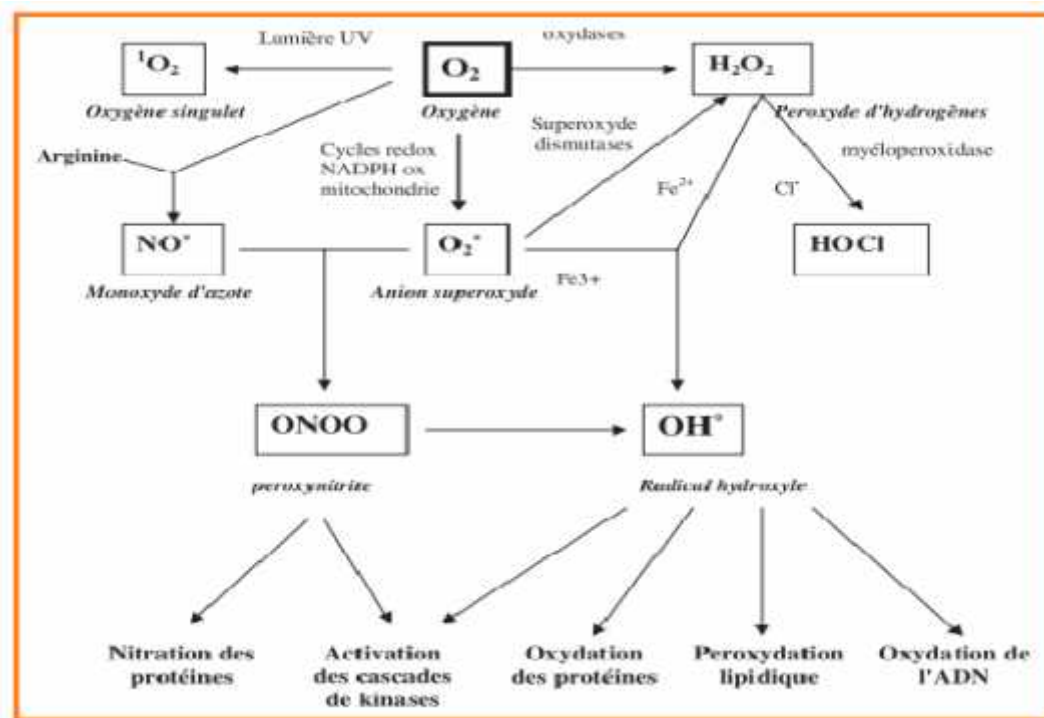 Lumière UV
oxydases
¹O₂
O₂
H₂O₂
Oxygène singulet
Oxygène
Peroxyde d'hydrogènes
Arginine
Cycles redox
NADPH ox
mitochondrie
Superoxyde
dismutases
myéloperoxidase
Fe²⁺
Cl⁻
NO°
O₂°
HOCl
Monoxyde d'azote
Anion superoxyde
Fe3+
ONOO
OH°
peroxynitrite
Radical hydroxyle
Nitration des
protéines
Activation
des cascades
de kinases
Oxydation
des protéines
Peroxydation
lipidique
Oxydation de
l'ADN